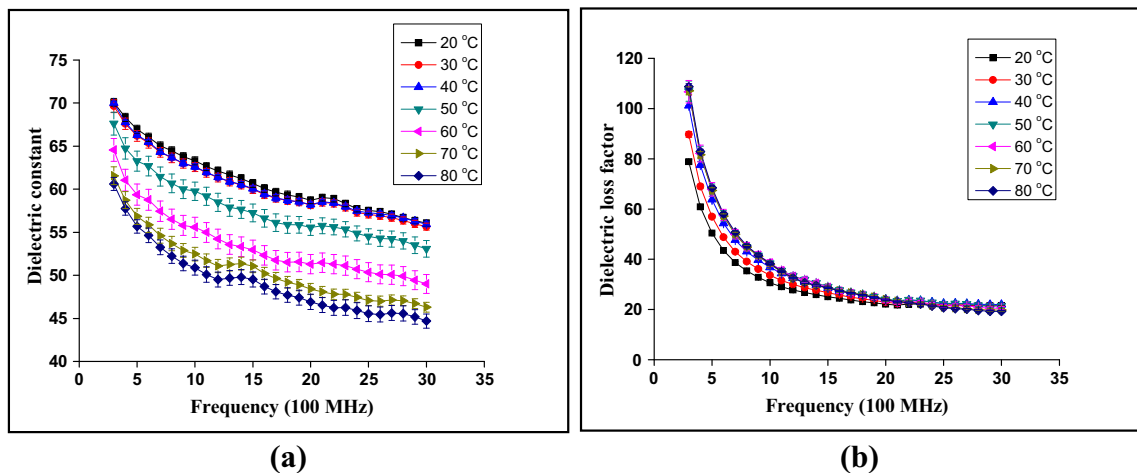 20 °C
30 °C
40 °C
50 °C
60 °C
70 °C
80 °C
75
70
65
60
55
50
45
40
Dielectric constant
0 5 10 15 20 25 30 35
Frequency (100 MHz)
(a)
20 °C
30 °C
40 °C
50 °C
60 °C
70 °C
80 °C
120
100
80
60
40
20
0
Dielectric loss factor
0 5 10 15 20 25 30 35
Frequency (100 MHz)
(b)